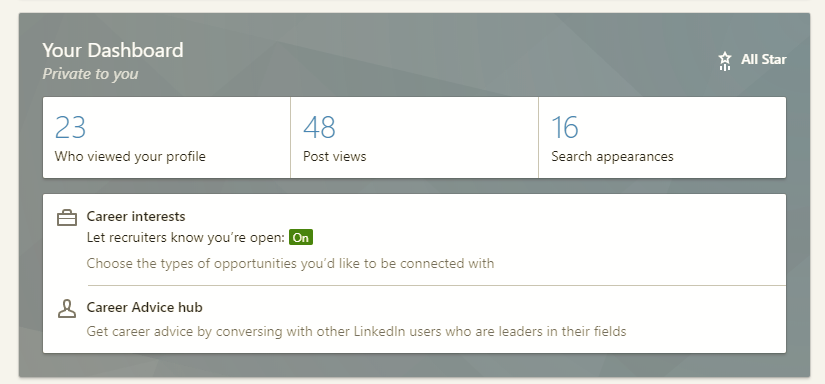 Your Dashboard
Private to you
All Star
23
Who viewed your profile
48
Post views
16
Search appearances
Career interests
Let recruiters know you’re open: On
Choose the types of opportunities you’d like to be connected with
Career Advice hub
Get career advice by conversing with other LinkedIn users who are leaders in their fields